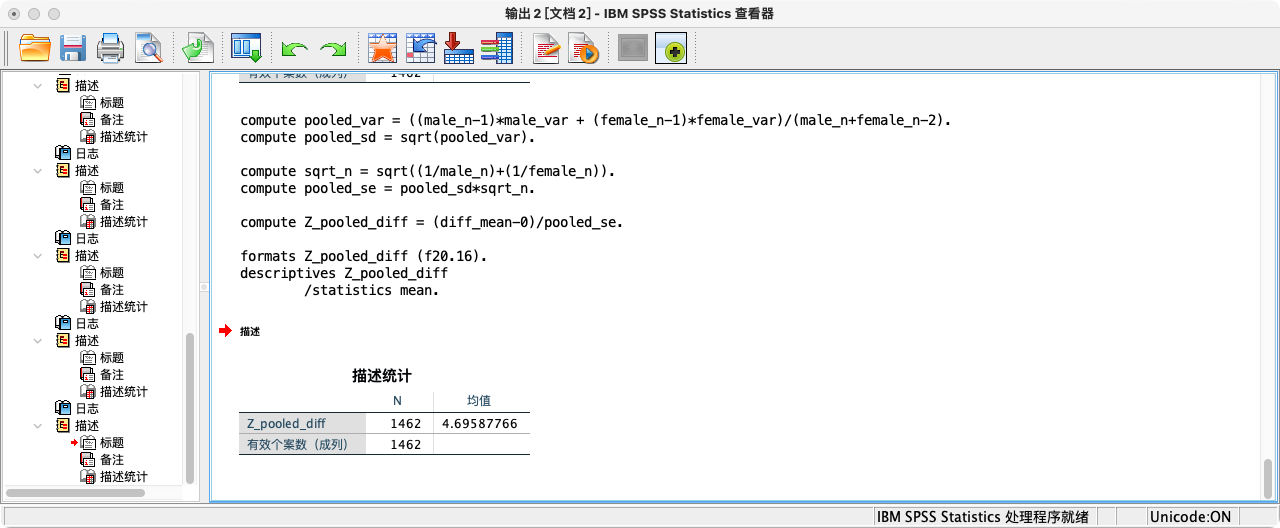 输出 2 [文档 2] - IBM SPSS Statistics 查看器
描述
标题
备注
描述统计
日志
描述
标题
备注
描述统计
日志
描述
标题
备注
描述统计
日志
描述
标题
备注
描述统计
日志
描述
标题
备注
描述统计
有效个案数（成列） 1462
compute pooled_var = ((male_n-1)*male_var + (female_n-1)*female_var)/(male_n+female_n-2).
compute pooled_sd = sqrt(pooled_var).
compute sqrt_n = sqrt((1/male_n)+(1/female_n)).
compute pooled_se = pooled_sd*sqrt_n.
compute Z_pooled_diff = (diff_mean-0)/pooled_se.
formats Z_pooled_diff (f20.16).
descriptives Z_pooled_diff
/statistics mean.
描述
描述统计
N 均值
Z_pooled_diff 1462 4.69587766
有效个案数（成列） 1462
IBM SPSS Statistics 处理程序就绪 Unicode:ON